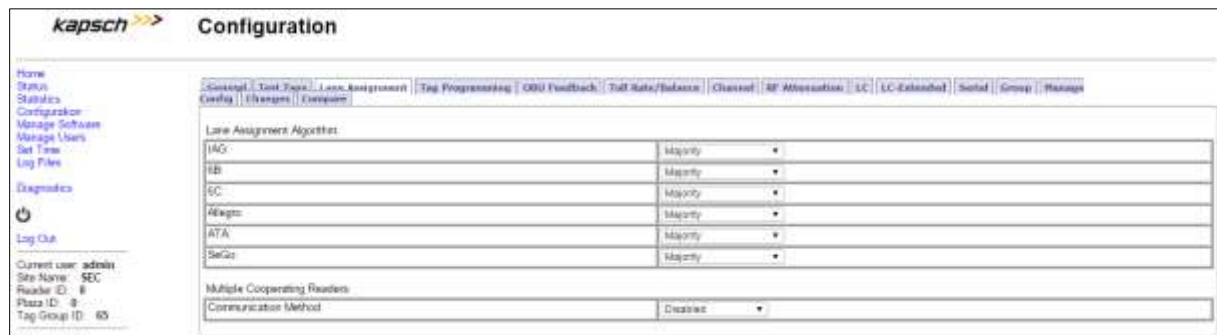 kapsch >>>
Configuration
Home
Status
Statistics
Configuration
Manage Software
Manage Users
Set Time
Log Files
Diagnostics
Log Out
Current user: admin
Site Name: SEC
Reader ID: 0
Plaza ID: 0
Tag Group ID: 65
General Test Tags Lane Assignment Tag Programming OBU Feedback Toll Rate/Balance Channel RF Attenuation LC LC-Extended Serial Group Manage
Config Changes Compare
Lane Assignment Algorithm
IAG Majority
6B Majority
6C Majority
Allegro Majority
ATA Majority
SeGo Majority
Multiple Cooperating Readers
Communication Method Disabled